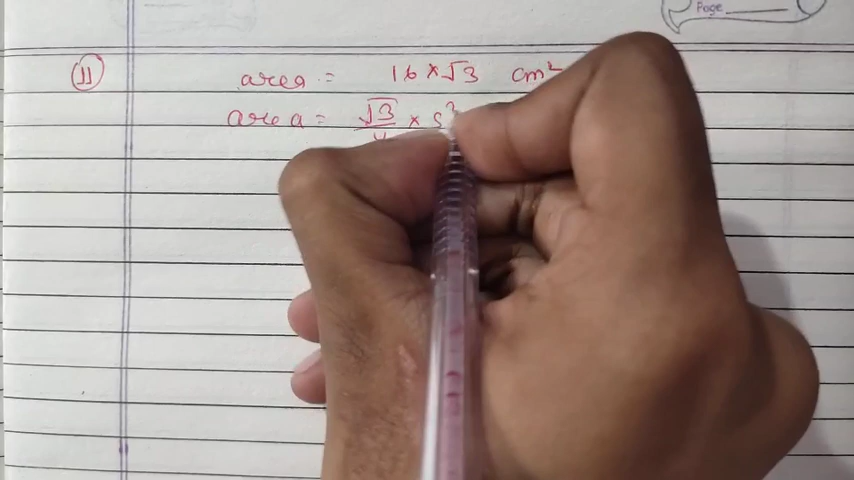 Page
11 area = 16 × √3 cm²
area = √3/4 × s²